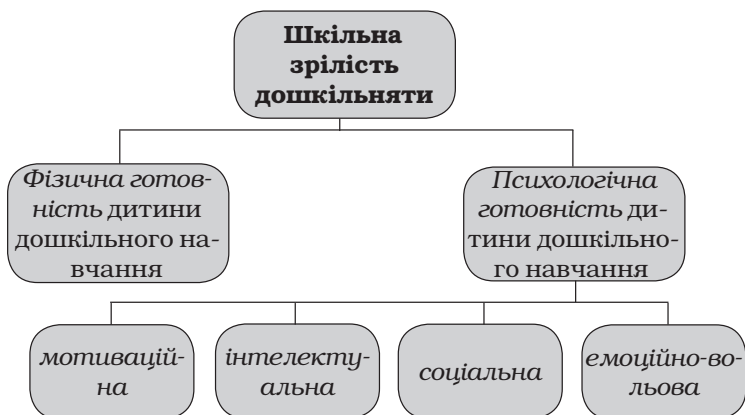 Шкільна
зрілість
дошкільняти
Фізична готов-
ність дитини
дошкільного на-
вчання
Психологічна
готовність ди-
тини дошкільно-
го навчання
мотивацій-
на
інтелекту-
альна
соціальна
емоційно-во-
льова